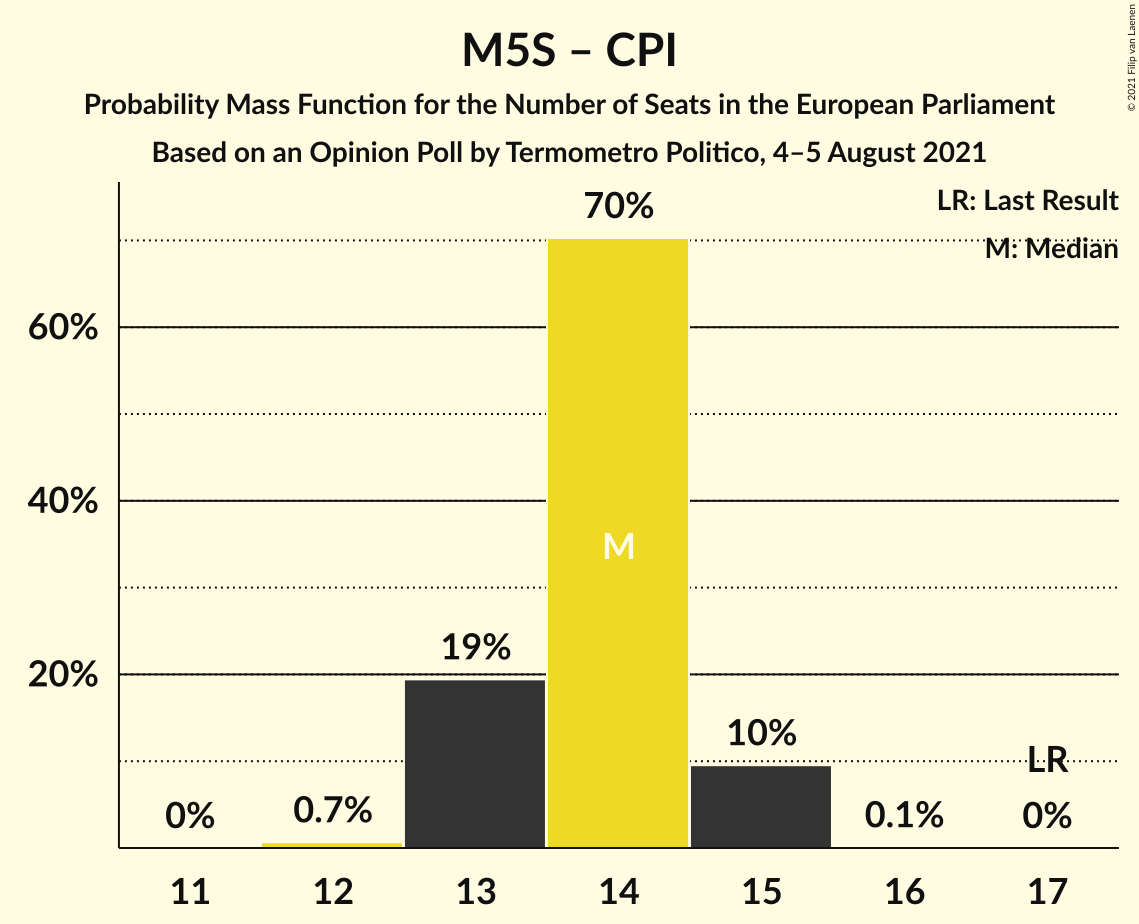 M5S – CPI
Probability Mass Function for the Number of Seats in the European Parliament
Based on an Opinion Poll by Termometro Politico, 4–5 August 2021
© 2021 Filip van Laenen
LR: Last Result
M: Median
70%
60%
40%
M
19%
20%
10%
LR
0%
0.7%
0.1%
0%
11 12 13 14 15 16 17